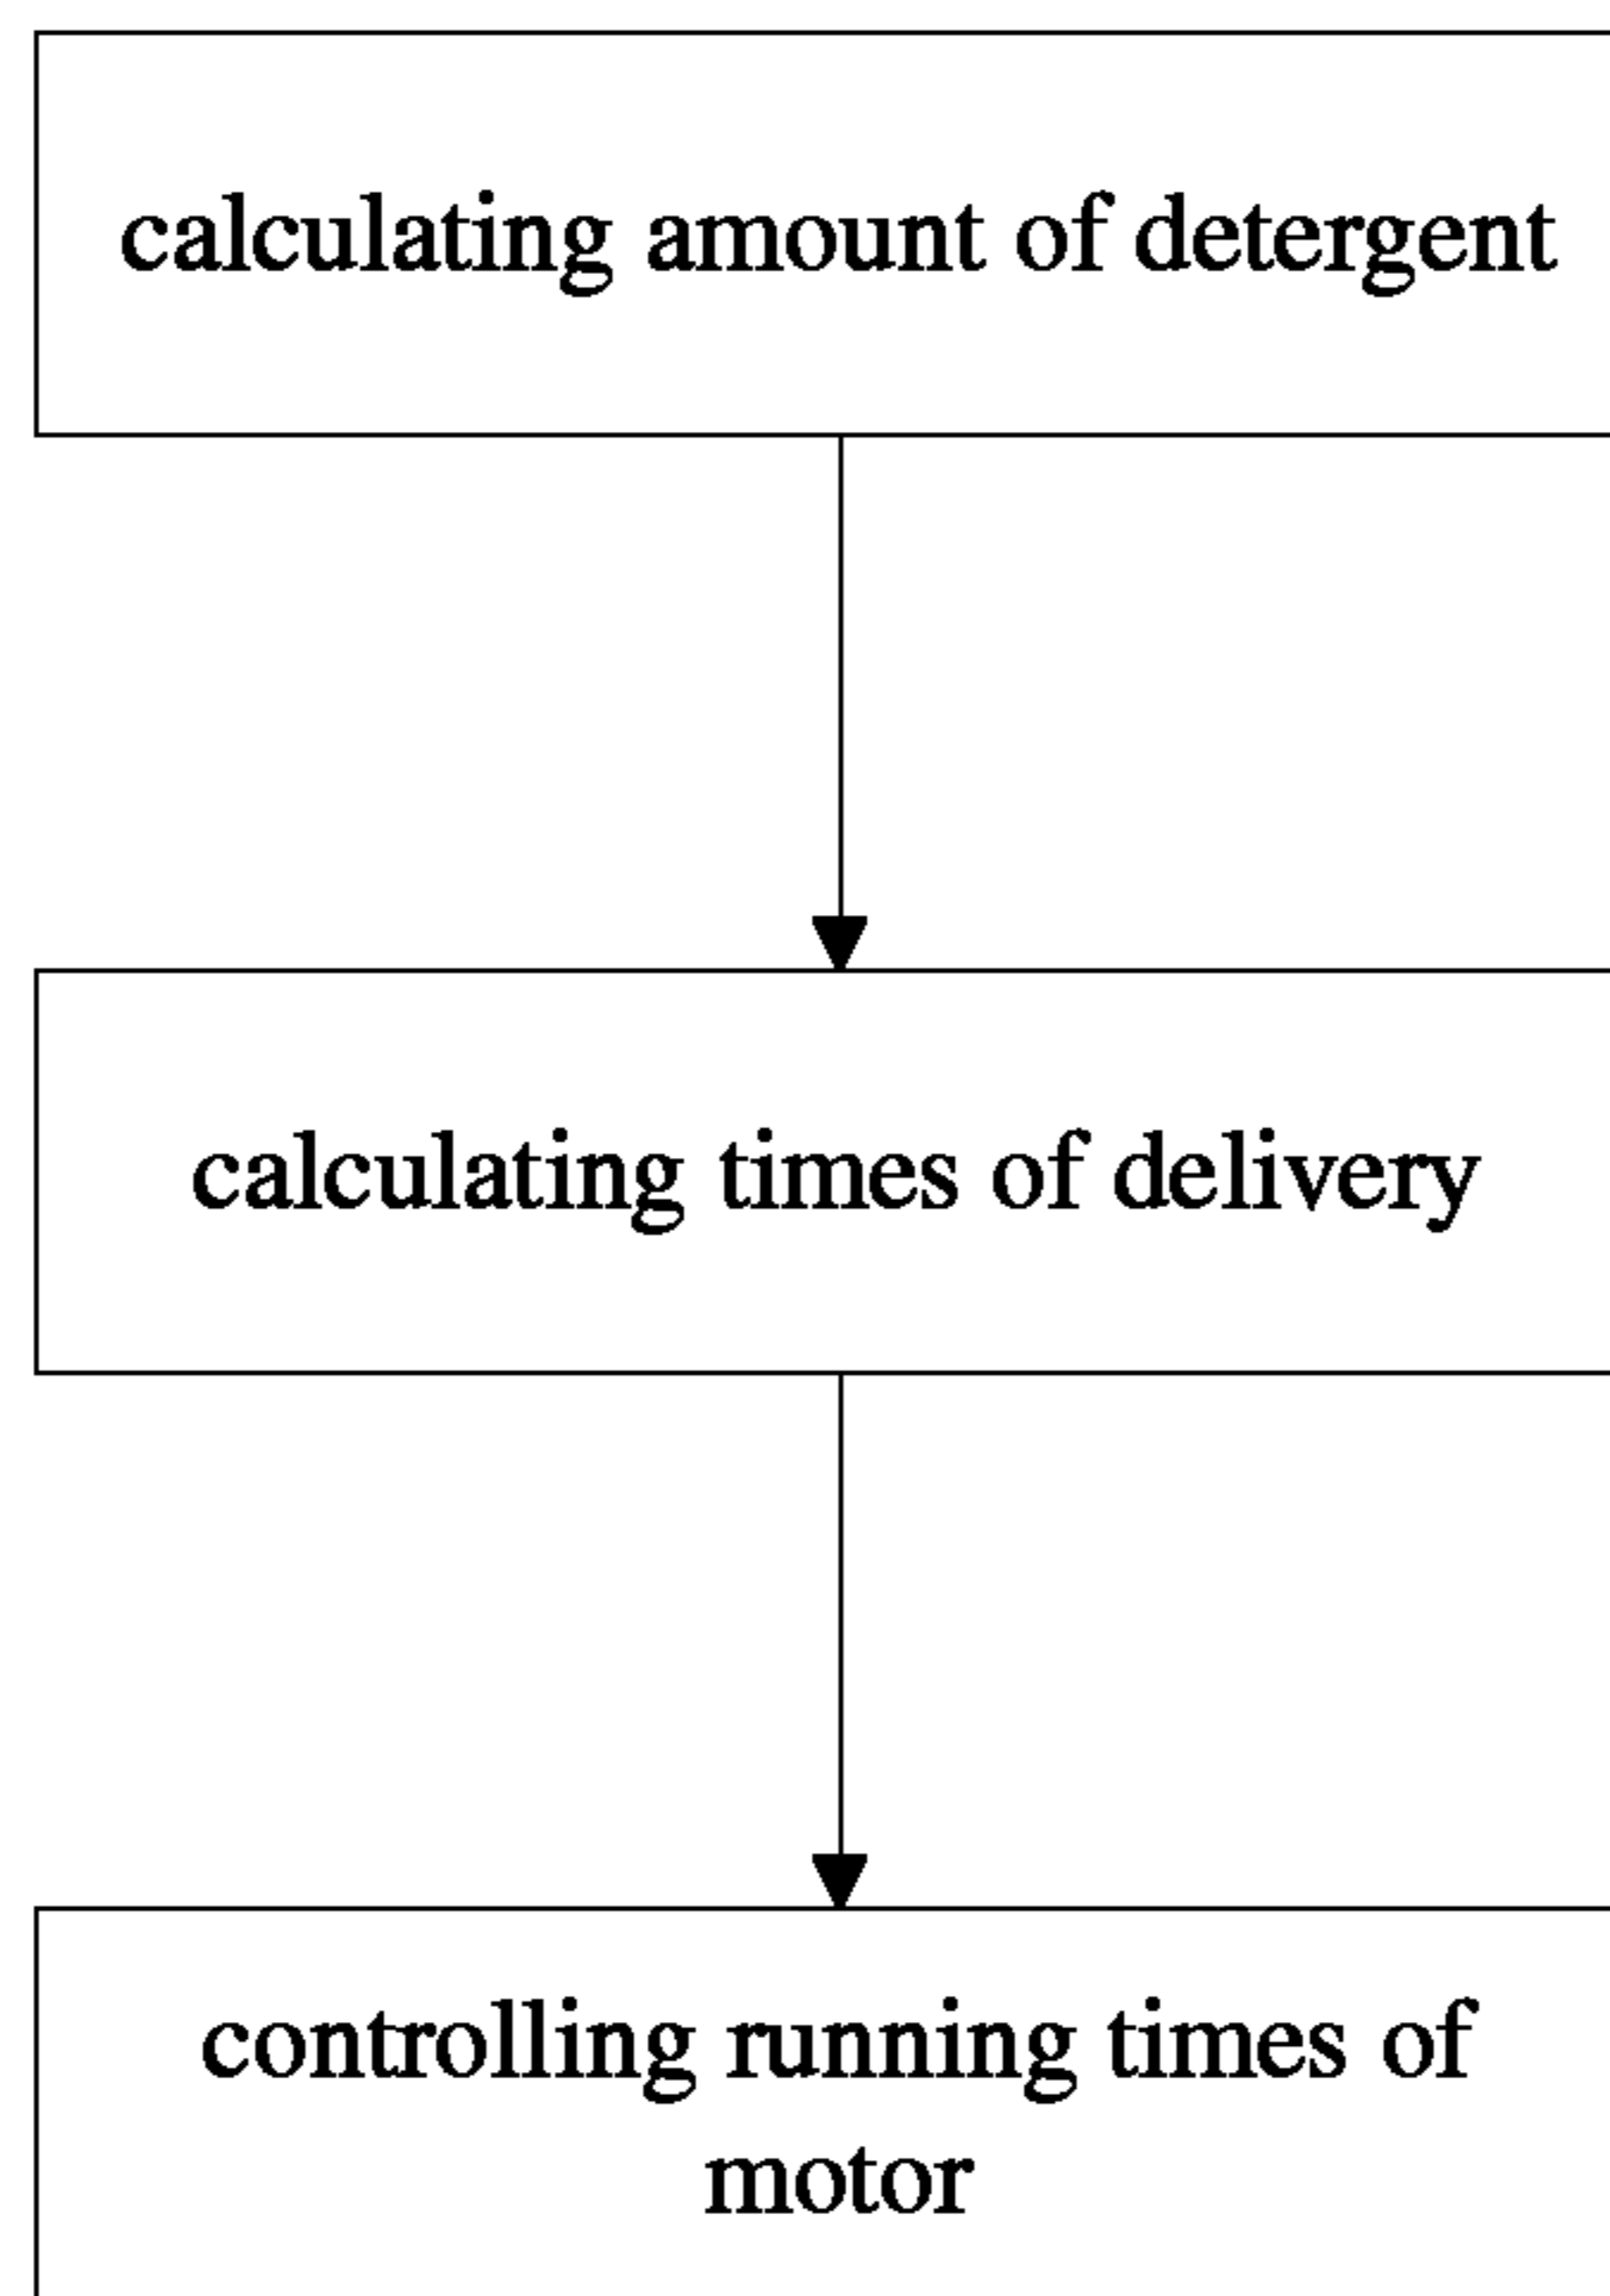 calculating amount of detergent
calculating times of delivery
controlling running times of
motor